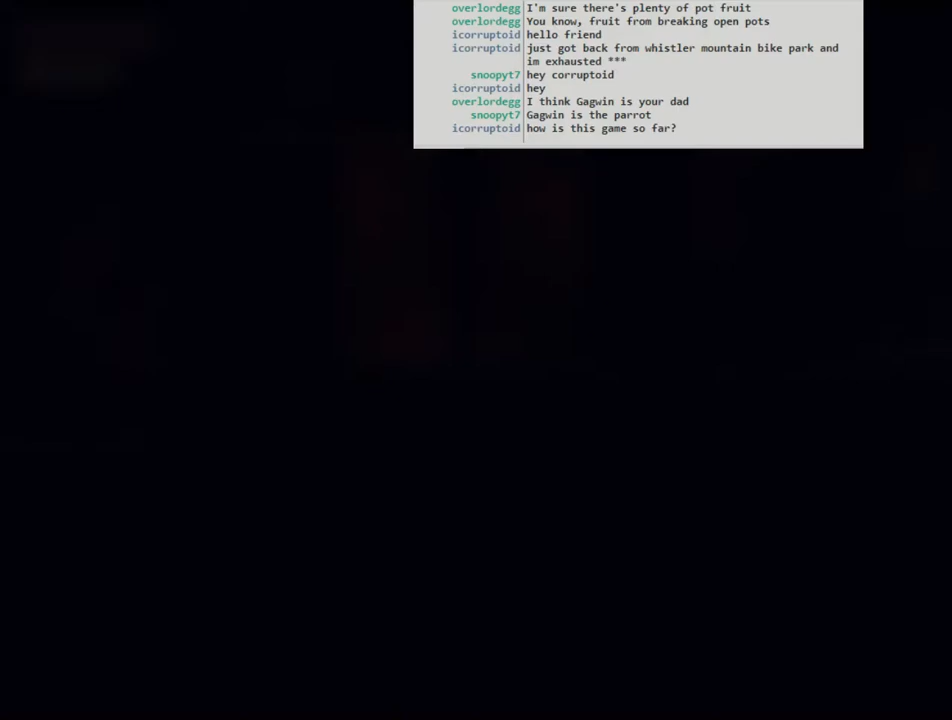 overlordegg I'm sure there's plenty of pot fruit
overlordegg You know, fruit from breaking open pots
icorruptoid hello friend
icorruptoid just got back from whistler mountain bike park and
im exhausted ***
snoopyt7 hey corruptoid
icorruptoid hey
overlordegg I think Gagwin is your dad
snoopyt7 Gagwin is the parrot
icorruptoid how is this game so far?